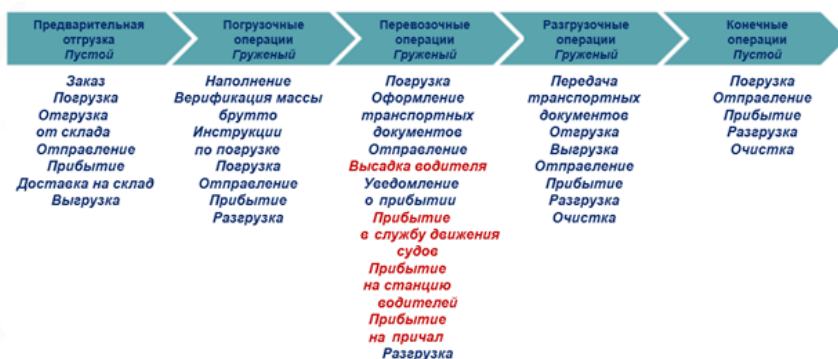 Предварительная
отгрузка
Пустой
Погрузочные
операции
Груженый
Перевозочные
операции
Груженый
Разгрузочные
операции
Груженый
Конечные
операции
Пустой
Заказ
Погрузка
Отгрузка
от склада
Отправление
Прибытие
Доставка на склад
Выгрузка
Наполнение
Верификация массы
брутто
Инструкции
по погрузке
Погрузка
Отправление
Прибытие
Разгрузка
Погрузка
Оформление
транспортных
документов
Отправление
Высадка водителя
Уведомление
о прибытии
Прибытие
в службу движения
судов
Прибытие
на станцию
водителей
Прибытие
на причал
Разгрузка
Передача
транспортных
документов
Отгрузка
Выгрузка
Отправление
Прибытие
Разгрузка
Очистка
Погрузка
Отправление
Прибытие
Разгрузка
Очистка